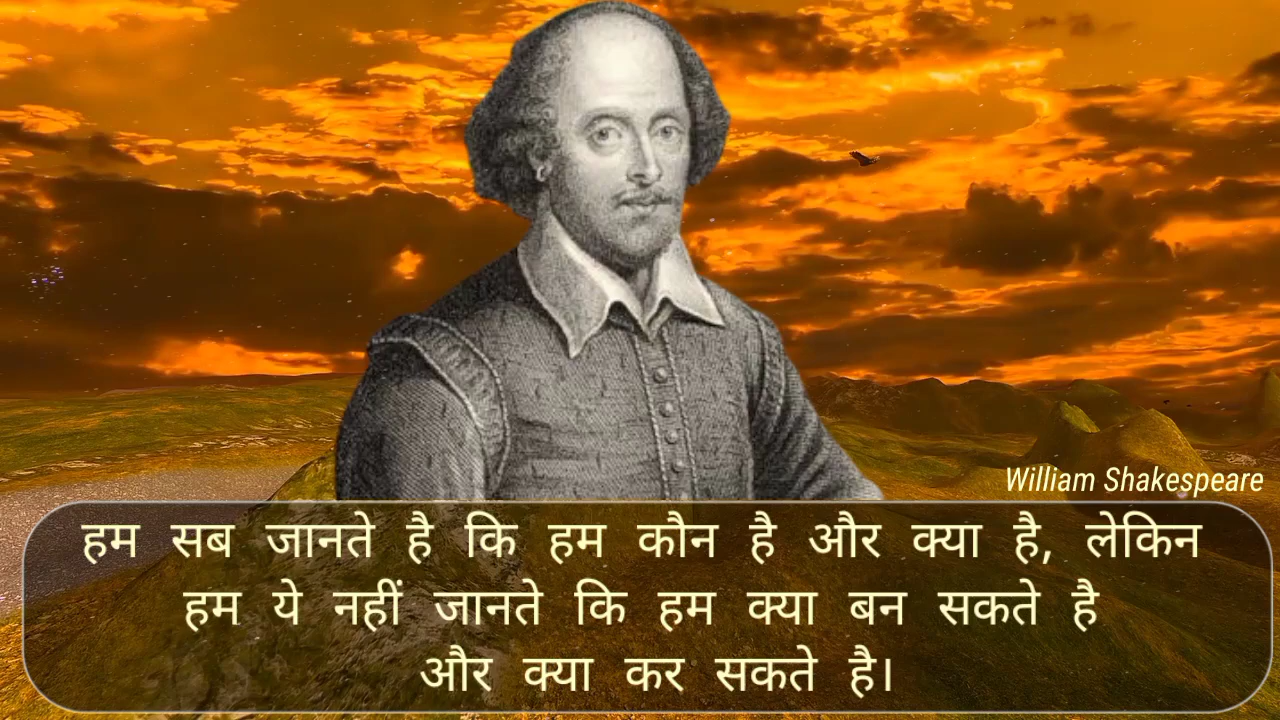 William Shakespeare
हम सब जानते है कि हम कौन है और क्या है, लेकिन
हम ये नहीं जानते कि हम क्या बन सकते है
और क्या कर सकते है।